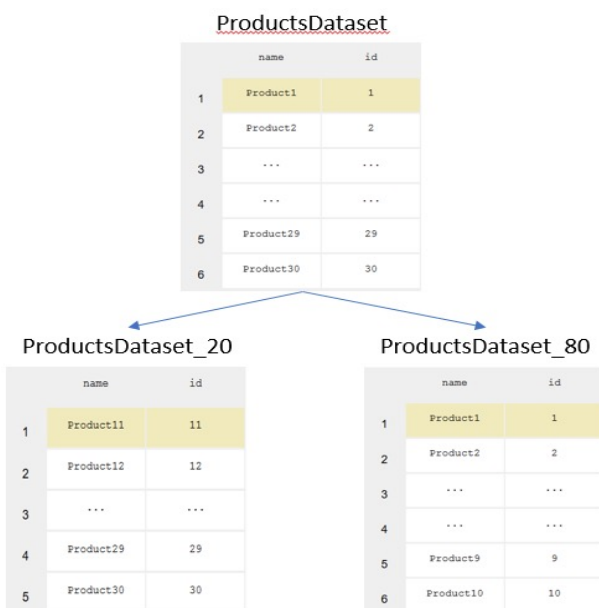 ProductsDataset
name id
1 Product1 1
2 Product2 2
3 ... ...
4 ... ...
5 Product29 29
6 Product30 30
ProductsDataset_20
name id
1 Product11 11
2 Product12 12
3 ... ...
4 Product29 29
5 Product30 30
ProductsDataset_80
name id
1 Product1 1
2 Product2 2
3 ... ...
4 ... ...
5 Product9 9
6 Product10 10